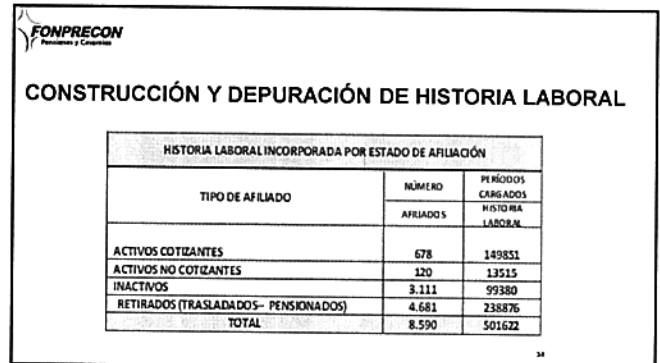 FONPRECON
Pensiones y Cesantías
CONSTRUCCIÓN Y DEPURACIÓN DE HISTORIA LABORAL
HISTORIA LABORAL INCORPORADA POR ESTADO DE AFILIACIÓN
TIPO DE AFILIADO NÚMERO AFILIADOS PERÍODOS CARGADOS HISTORIA LABORAL
ACTIVOS COTIZANTES 678 149851
ACTIVOS NO COTIZANTES 120 13515
INACTIVOS 3.111 99380
RETIRADOS (TRASLADADOS– PENSIONADOS) 4.681 238876
TOTAL 8.590 501622